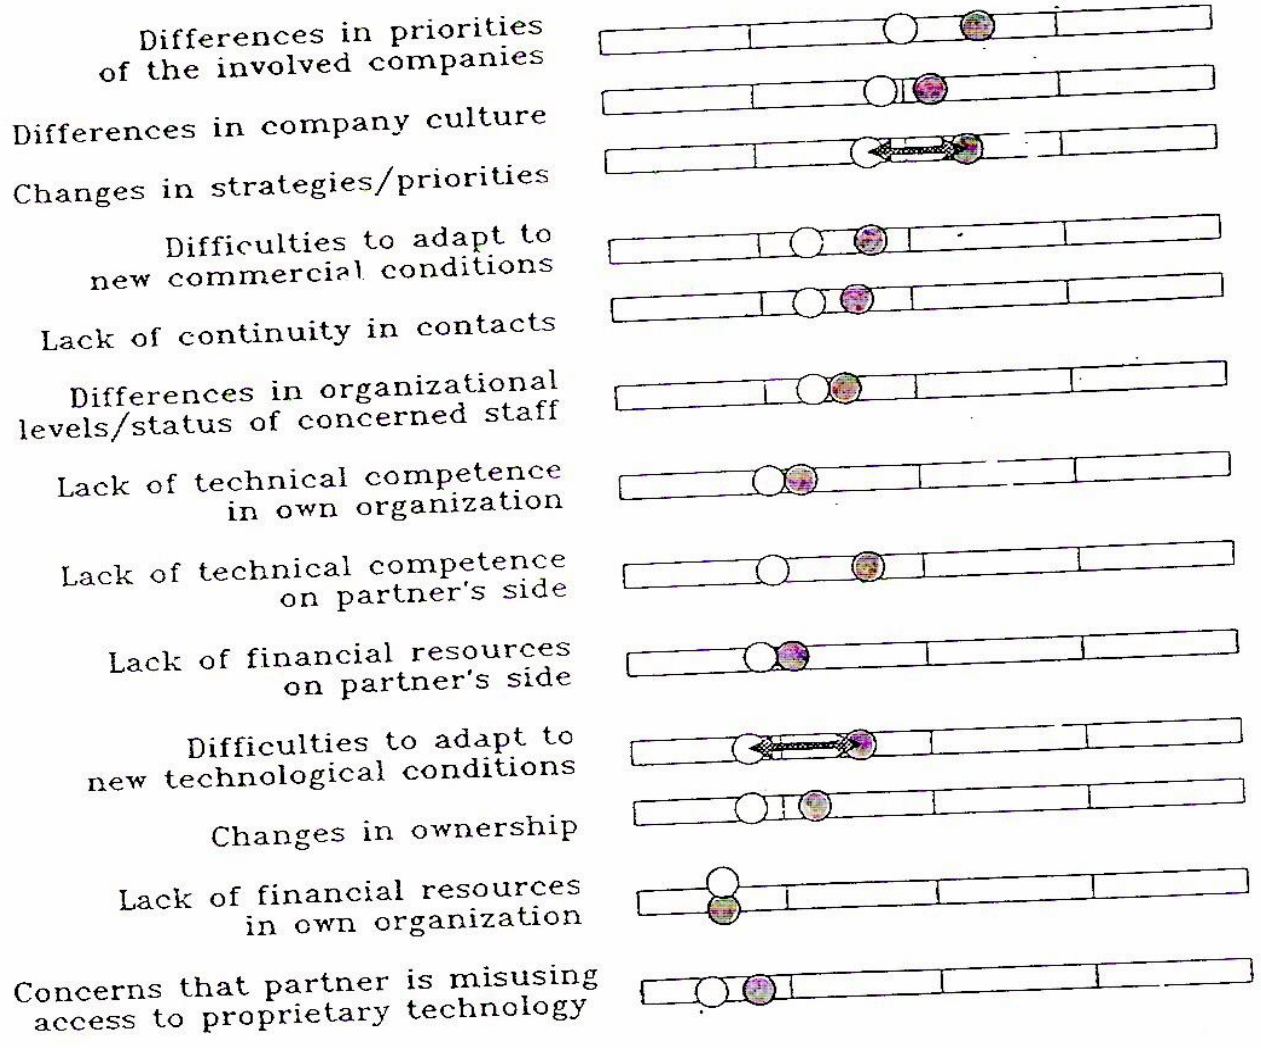 Differences in priorities
of the involved companies
Differences in company culture
Changes in strategies/priorities
Difficulties to adapt to
new commercial conditions
Lack of continuity in contacts
Differences in organizational
levels/status of concerned staff
Lack of technical competence
in own organization
Lack of technical competence
on partner's side
Lack of financial resources
on partner's side
Difficulties to adapt to
new technological conditions
Changes in ownership
Lack of financial resources
in own organization
Concerns that partner is misusing
access to proprietary technology